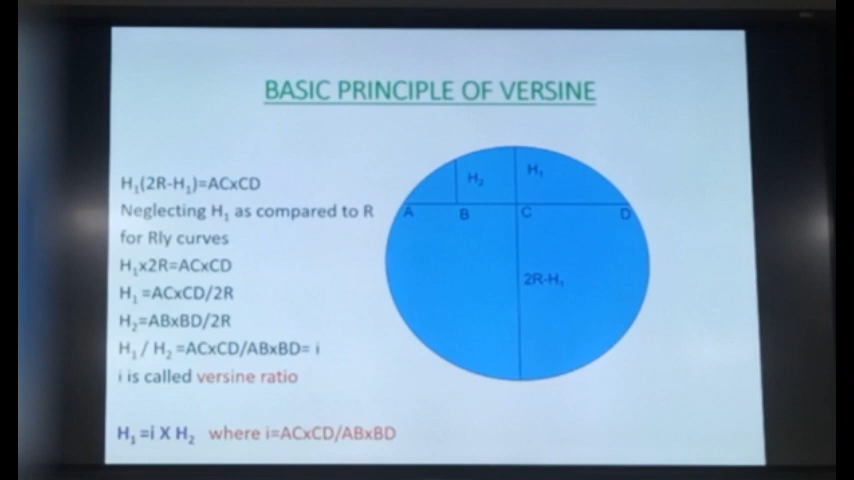 BASIC PRINCIPLE OF VERSINE
H₁(2R-H₁)=ACxCD
Neglecting H₁ as compared to R
for Rly curves
H₁x2R=ACxCD
H₁ =ACxCD/2R
H₂=ABxBD/2R
H₁ / H₂ =ACxCD/ABxBD= i
i is called versine ratio
H₁ =i X H₂ where i=ACxCD/ABxBD
H₂
H₁
A
B
C
D
2R-H₁